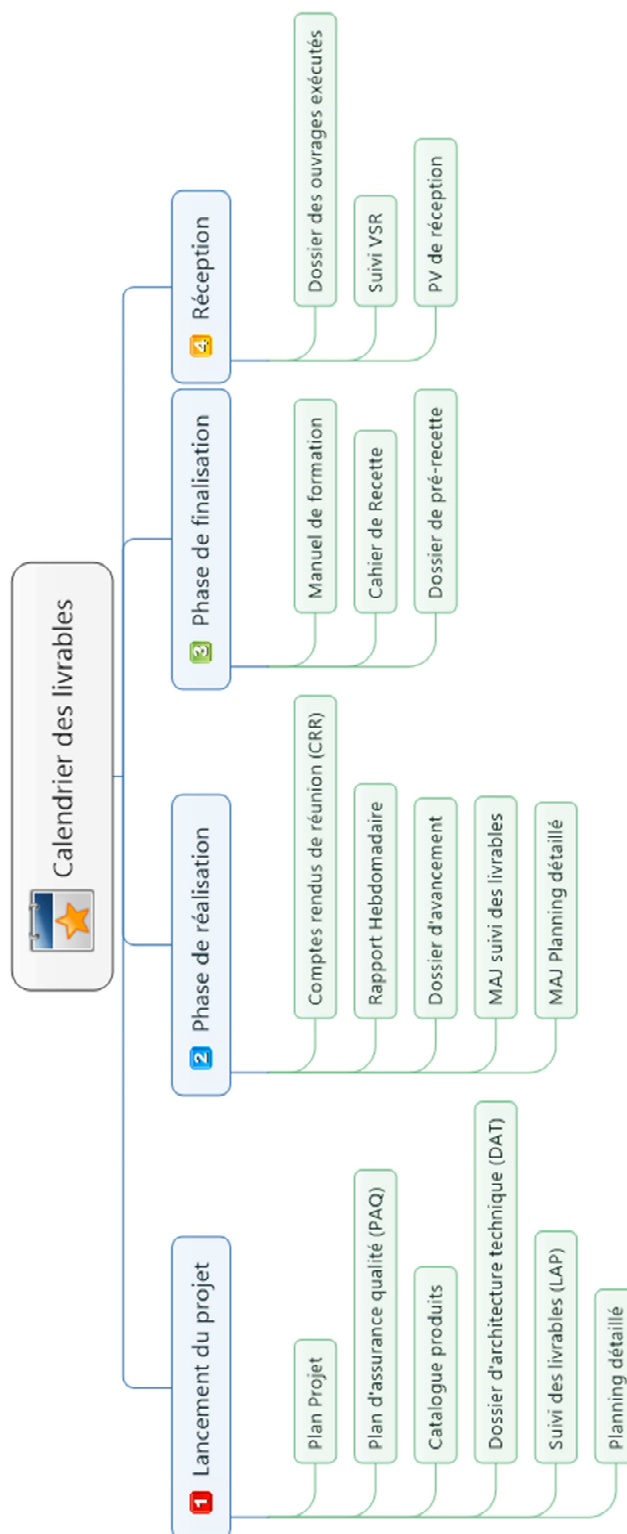 Calendrier des livrables
1 Lancement du projet
Plan Projet
Plan d'assurance qualité (PAQ)
Catalogue produits
Dossier d'architecture technique (DAT)
Suivi des livrables (LAP)
Planning détaillé
2 Phase de réalisation
Comptes rendus de réunion (CRR)
Rapport Hebdomadaire
Dossier d'avancement
MAJ suivi des livrables
MAJ Planning détaillé
3 Phase de finalisation
Manuel de formation
Cahier de Recette
Dossier de pré-recette
4 Réception
Dossier des ouvrages exécutés
Suivi VSR
PV de réception